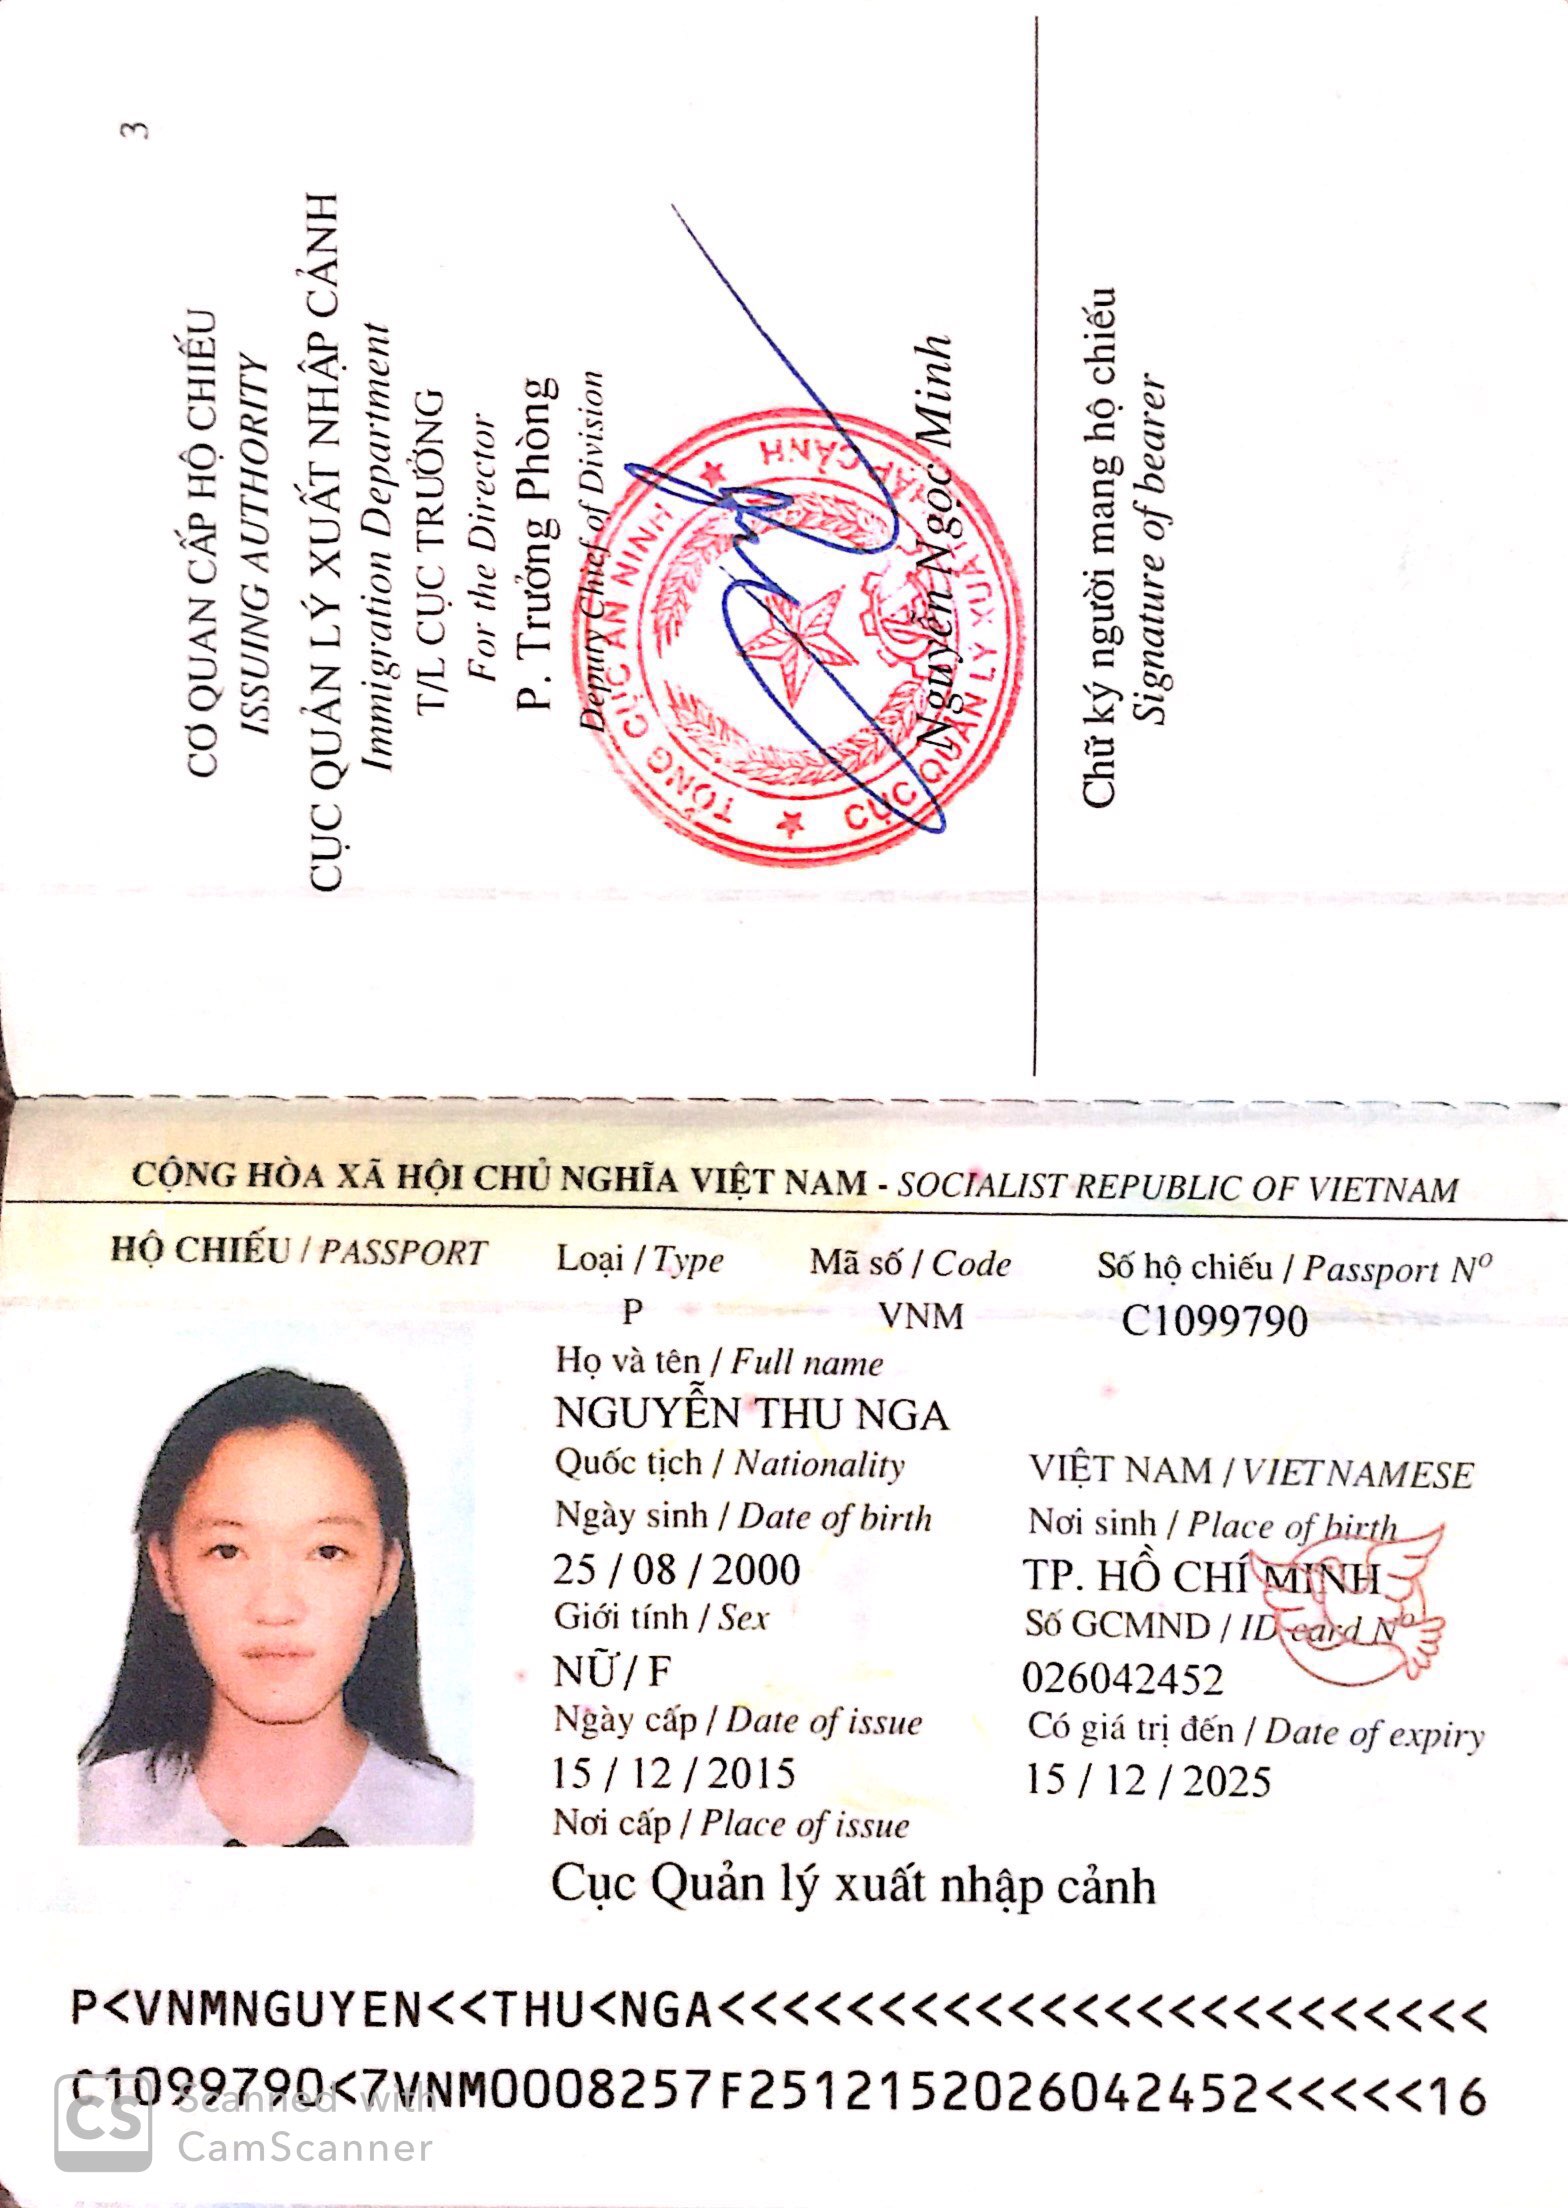 3
CƠ QUAN CẤP HỘ CHIẾU
ISSUING AUTHORITY
CỤC QUẢN LÝ XUẤT NHẬP CẢNH
Immigration Department
T/L CỤC TRƯỞNG
For the Director
P. Trưởng Phòng
Deputy Chief of Division
TỔNG CỤC AN NINH
CỤC QUẢN LÝ XUẤT NHẬP CẢNH
Nguyễn Ngọc Minh
Chữ ký người mang hộ chiếu
Signature of bearer
CỘNG HÒA XÃ HỘI CHỦ NGHĨA VIỆT NAM - SOCIALIST REPUBLIC OF VIETNAM
HỘ CHIẾU / PASSPORT Loại / Type Mã số / Code Số hộ chiếu / Passport Nº
P VNM C1099790
Họ và tên / Full name
NGUYỄN THU NGA
Quốc tịch / Nationality VIỆT NAM / VIETNAMESE
Ngày sinh / Date of birth Nơi sinh / Place of birth
25 / 08 / 2000 TP. HỒ CHÍ MINH
Giới tính / Sex Số GCMND / ID card Nº
NỮ / F 026042452
Ngày cấp / Date of issue Có giá trị đến / Date of expiry
15 / 12 / 2015 15 / 12 / 2025
Nơi cấp / Place of issue
Cục Quản lý xuất nhập cảnh
P<VNMNGUYEN<<THU<NGA<<<<<<<<<<<<<<<<<<<<<<<<
C1099790<7VNM0008257F2512152026042452<<<<<16
CS Scanned with
CamScanner